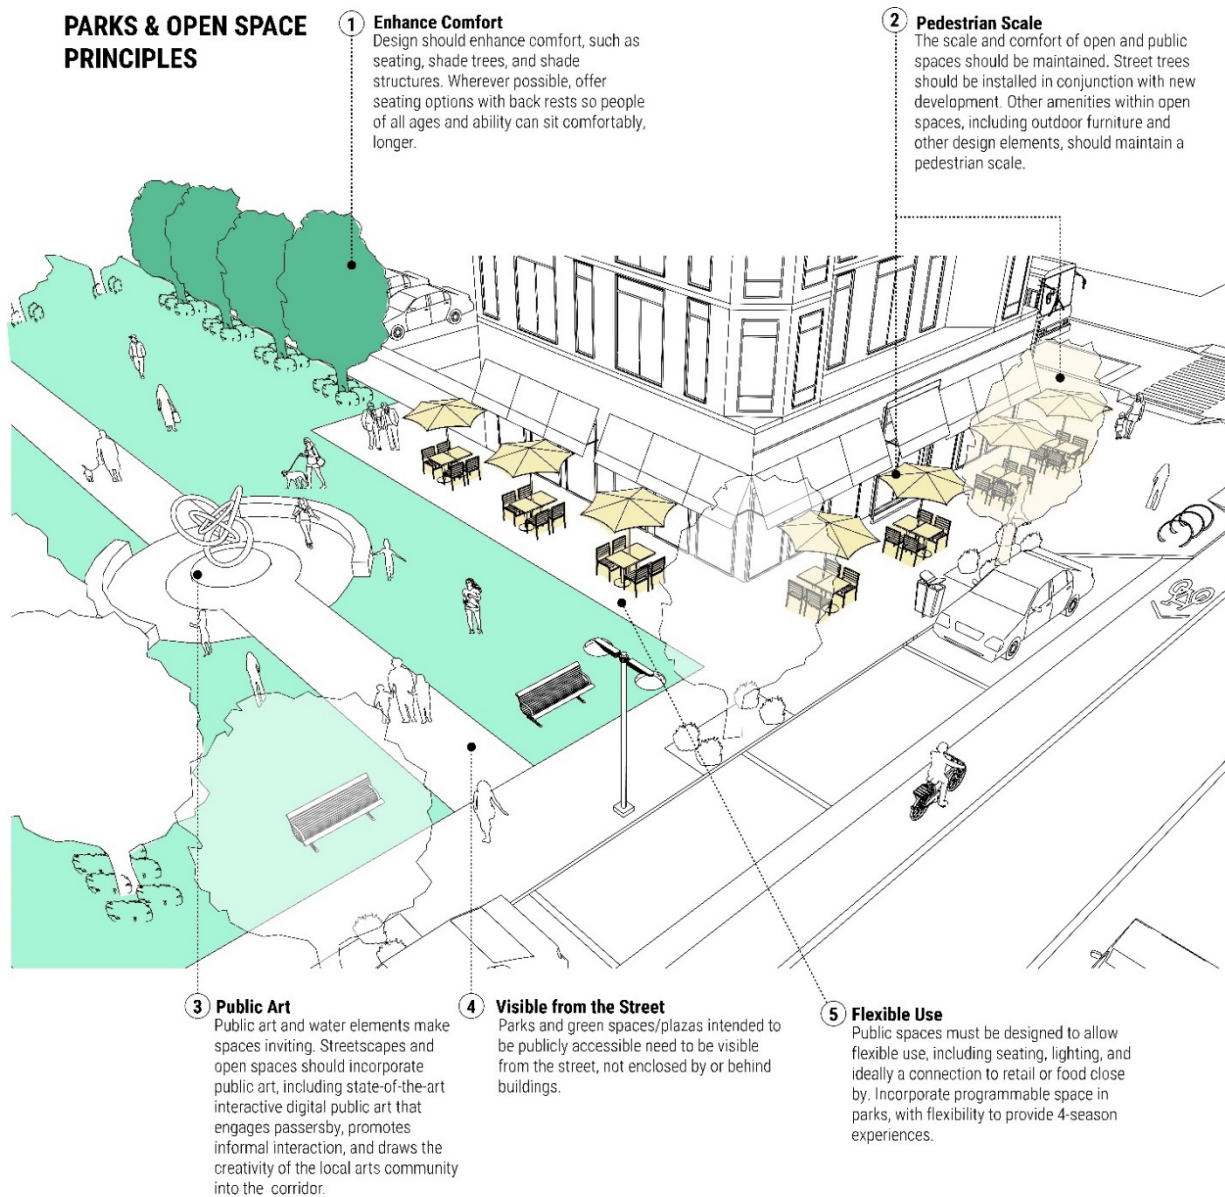 PARKS & OPEN SPACE
PRINCIPLES
1 Enhance Comfort
Design should enhance comfort, such as
seating, shade trees, and shade
structures. Wherever possible, offer
seating options with back rests so people
of all ages and ability can sit comfortably,
longer.
2 Pedestrian Scale
The scale and comfort of open and public
spaces should be maintained. Street trees
should be installed in conjunction with new
development. Other amenities within open
spaces, including outdoor furniture and
other design elements, should maintain a
pedestrian scale.
3 Public Art
Public art and water elements make
spaces inviting. Streetscapes and
open spaces should incorporate
public art, including state-of-the-art
interactive digital public art that
engages passersby, promotes
informal interaction, and draws the
creativity of the local arts community
into the corridor.
4 Visible from the Street
Parks and green spaces/plazas intended to
be publicly accessible need to be visible
from the street, not enclosed by or behind
buildings.
5 Flexible Use
Public spaces must be designed to allow
flexible use, including seating, lighting, and
ideally a connection to retail or food close
by. Incorporate programmable space in
parks, with flexibility to provide 4-season
experiences.